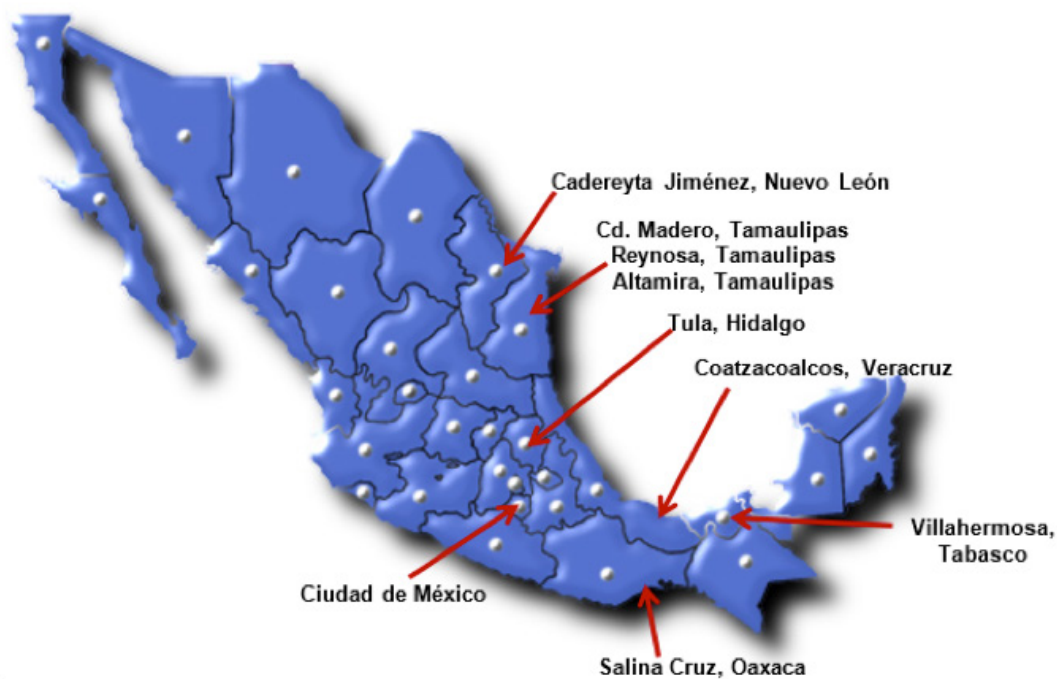 Cadereyta Jiménez, Nuevo León
Cd. Madero, Tamaulipas
Reynosa, Tamaulipas
Altamira, Tamaulipas
Tula, Hidalgo
Coatzacoalcos, Veracruz
Villahermosa,
Tabasco
Ciudad de México
Salina Cruz, Oaxaca